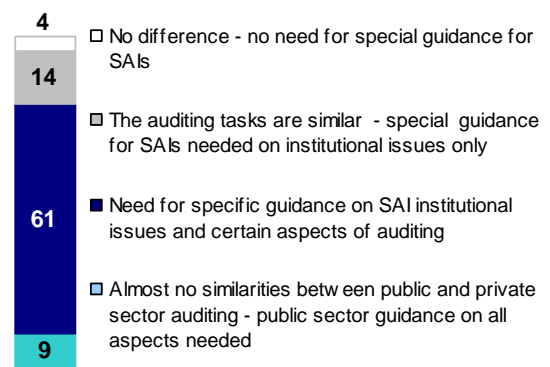 4
No difference - no need for special guidance for
SAIs
14
The auditing tasks are similar - special guidance
for SAIs needed on institutional issues only
61
Need for specific guidance on SAI institutional
issues and certain aspects of auditing
Almost no similarities between public and private
sector auditing - public sector guidance on all
aspects needed
9